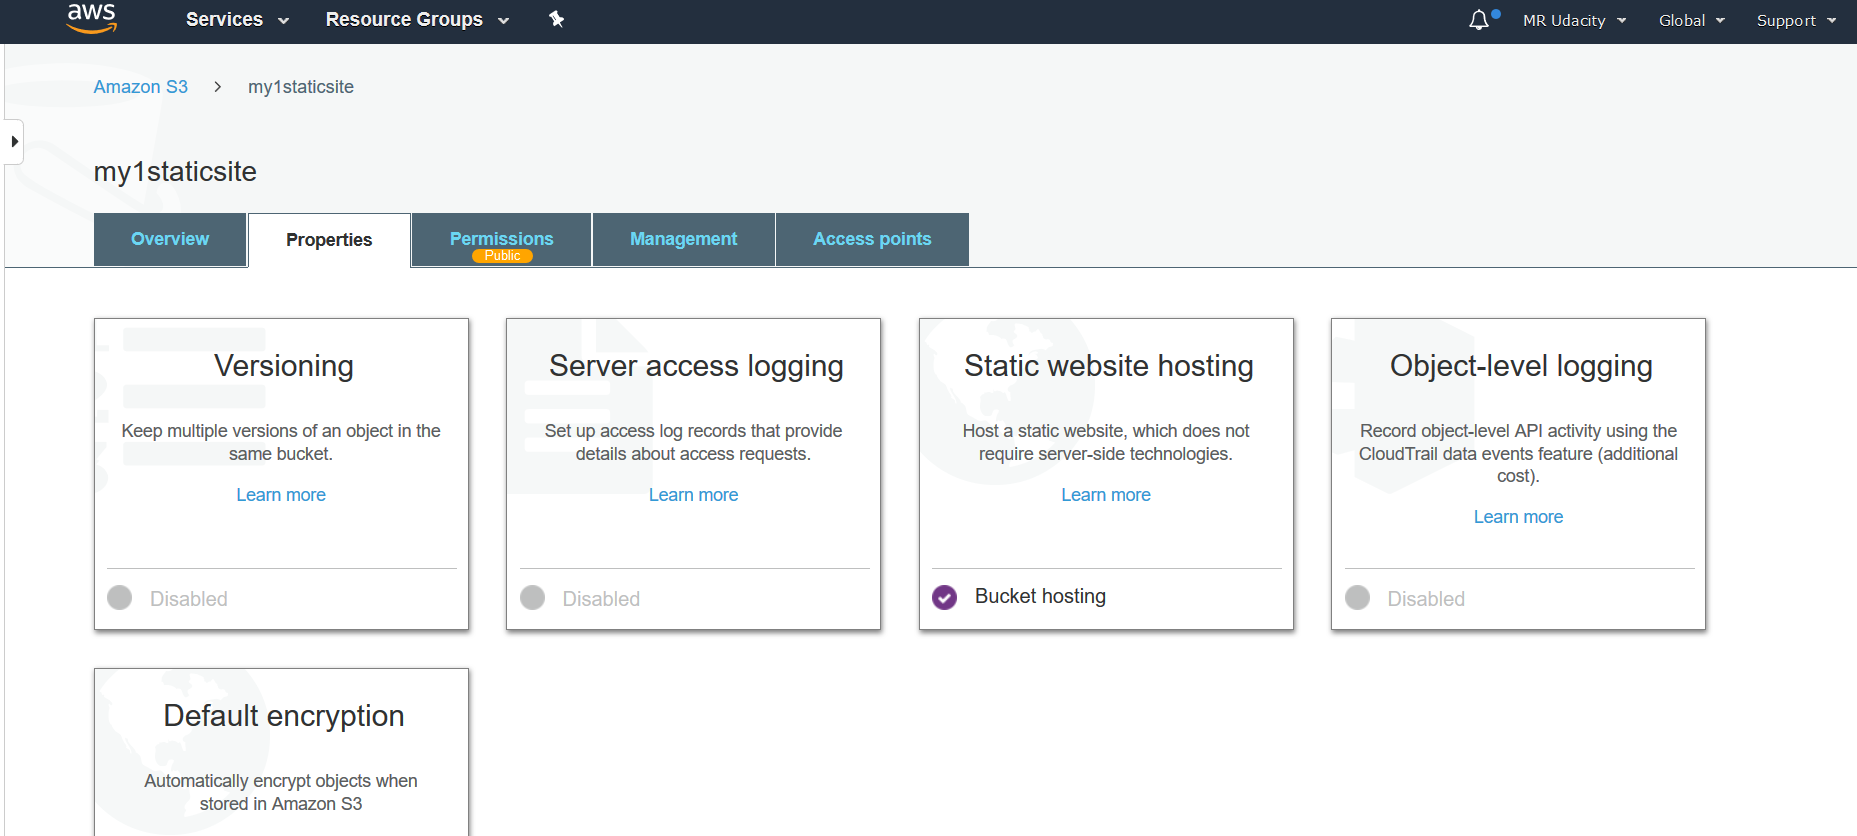 aws Services Resource Groups MR Udacity Global Support
Amazon S3 > my1staticsite
my1staticsite
Overview Properties Permissions Management Access points
Public
Versioning
Keep multiple versions of an object in the
same bucket.
Learn more
Disabled
Server access logging
Set up access log records that provide
details about access requests.
Learn more
Disabled
Static website hosting
Host a static website, which does not
require server-side technologies.
Learn more
Bucket hosting
Object-level logging
Record object-level API activity using the
CloudTrail data events feature (additional
cost).
Learn more
Disabled
Default encryption
Automatically encrypt objects when
stored in Amazon S3